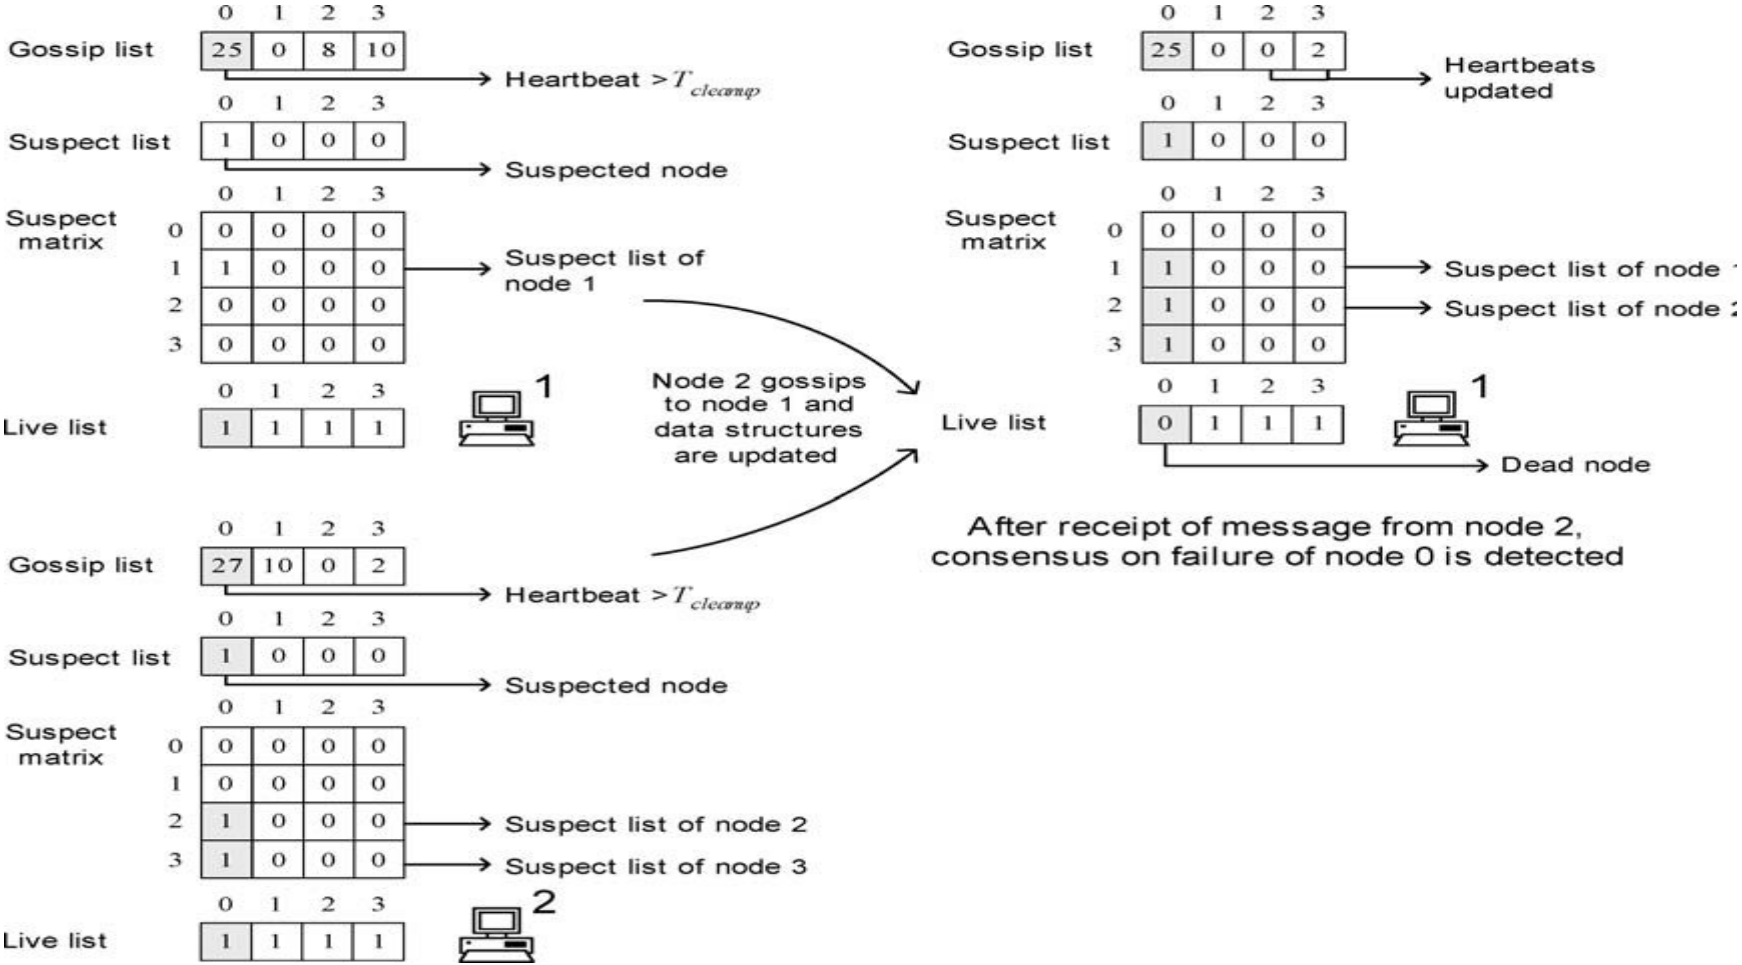 0 1 2 3
Gossip list 25 0 8 10
Heartbeat > T cleanup
0 1 2 3
Suspect list 1 0 0 0
Suspected node
0 1 2 3
Suspect
matrix
0 0 0 0 0
1 1 0 0 0
2 0 0 0 0
3 0 0 0 0
Suspect list of
node 1
0 1 2 3
Live list 1 1 1 1
1
0 1 2 3
Gossip list 27 10 0 2
Heartbeat > T cleanup
0 1 2 3
Suspect list 1 0 0 0
Suspected node
0 1 2 3
Suspect
matrix
0 0 0 0 0
1 0 0 0 0
2 1 0 0 0
Suspect list of node 2
3 1 0 0 0
Suspect list of node 3
0 1 2 3
Live list 1 1 1 1
2
Node 2 gossips
to node 1 and
data structures
are updated
0 1 2 3
Gossip list 25 0 0 2
Heartbeats
updated
0 1 2 3
Suspect list 1 0 0 0
0 1 2 3
Suspect
matrix
0 0 0 0 0
1 1 0 0 0
Suspect list of node 1
2 1 0 0 0
Suspect list of node 2
3 1 0 0 0
0 1 2 3
Live list 0 1 1 1
1
Dead node
After receipt of message from node 2,
consensus on failure of node 0 is detected